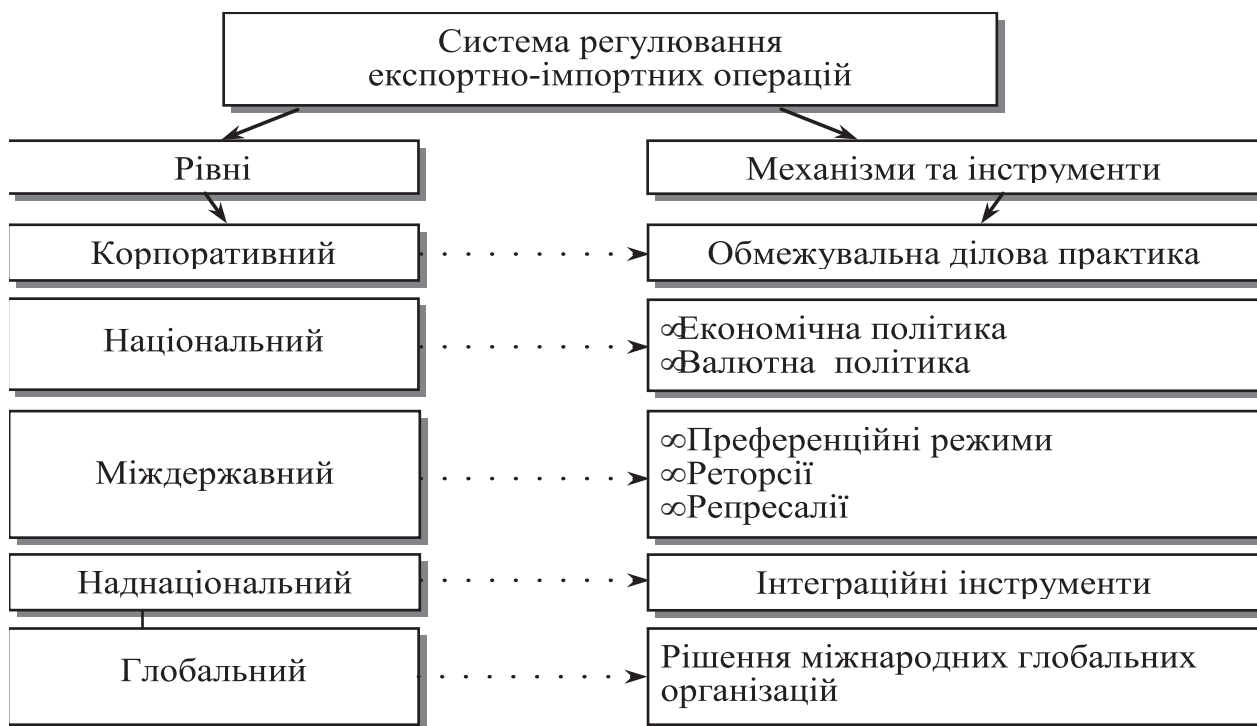 Система регулювання
експортно-імпортних операцій
Рівні
Механізми та інструменти
Корпоративний
Обмежувальна ділова практика
Національний
∞Економічна політика
∞Валютна політика
Міждержавний
∞Преференційні режими
∞Реторсії
∞Репресалії
Наднаціональний
Інтеграційні інструменти
Глобальний
Рішення міжнародних глобальних
організацій